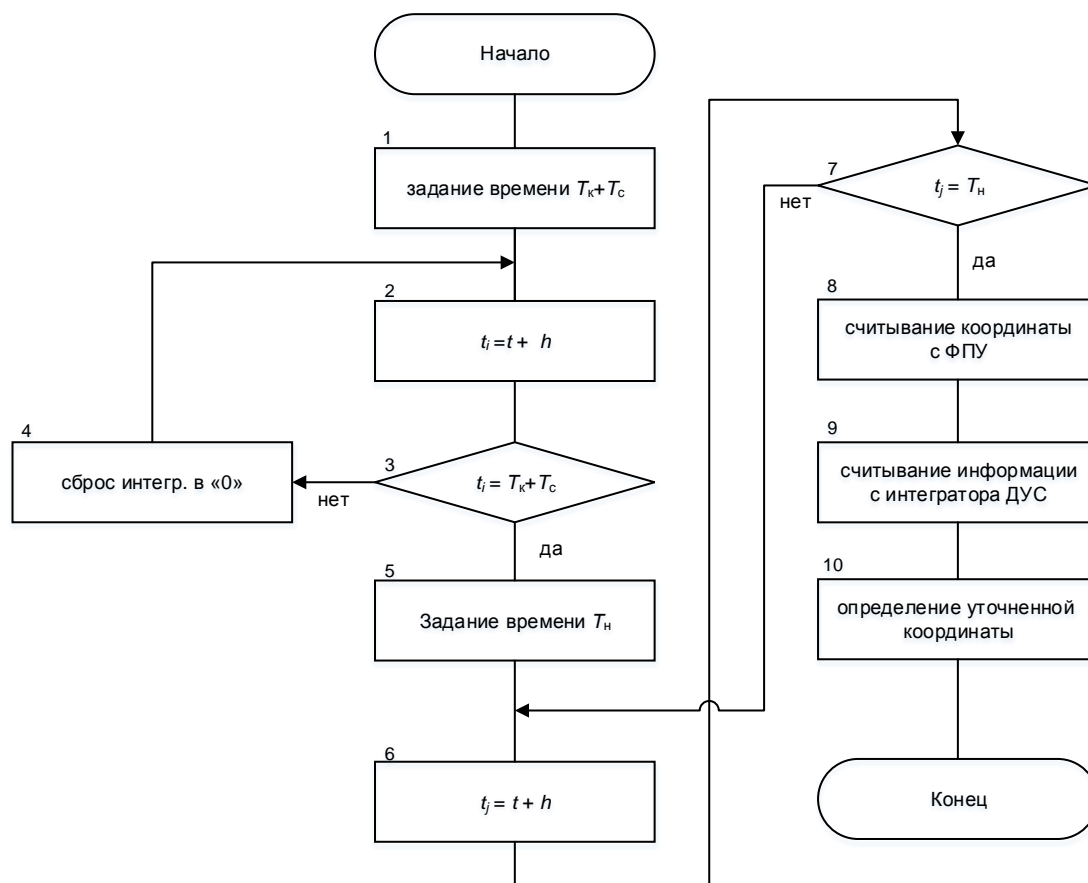 Начало
1
задание времени Tк+Tс
2
ti =t + h
3
ti = Tк+Tс
нет
4
сброс интегр. в «0»
да
5
Задание времени Tн
6
tj = t + h
7
tj = Tн
нет
да
8
считывание координаты
с ФПУ
9
считывание информации
с интегратора ДУС
10
определение уточненной
координаты
Конец